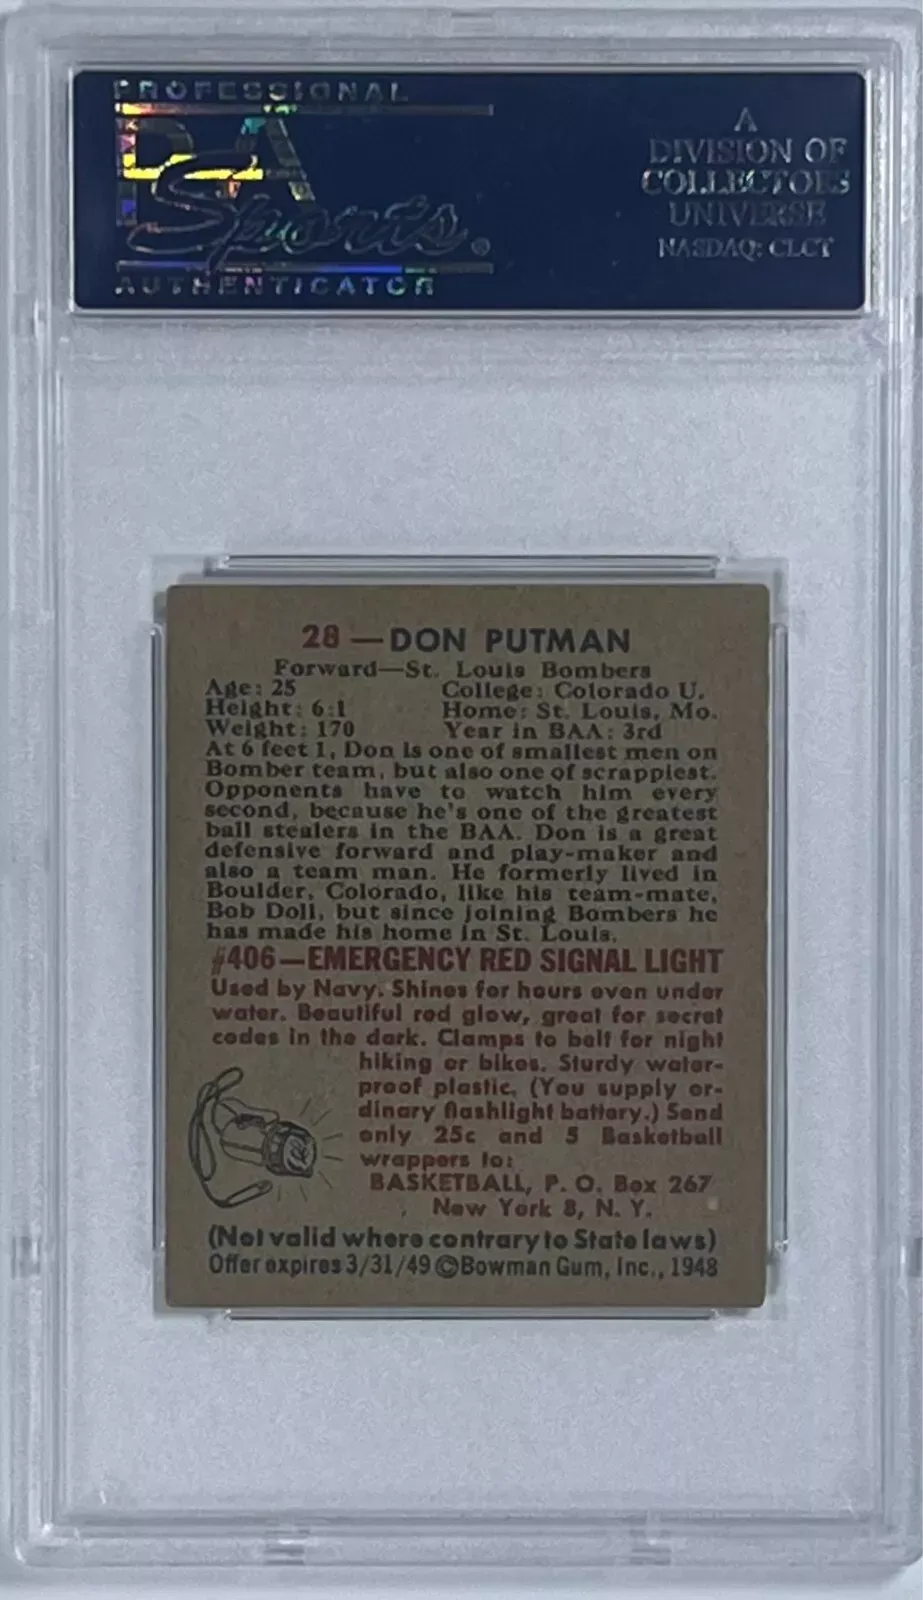 PROFESSIONAL
PSA
Sports®
AUTHENTICATOR
A
DIVISION OF
COLLECTORS
UNIVERSE
NASDAQ: CLCT
28 — DON PUTMAN
Forward—St. Louis Bombers
Age: 25 College: Colorado U.
Height: 6:1 Home: St. Louis, Mo.
Weight: 170 Year in BAA: 3rd
At 6 feet 1, Don is one of smallest men on
Bomber team, but also one of scrappiest.
Opponents have to watch him every
second, because he's one of the greatest
ball stealers in the BAA. Don is a great
defensive forward and play-maker and
also a team man. He formerly lived in
Boulder, Colorado, like his team-mate,
Bob Doll, but since joining Bombers he
has made his home in St. Louis.
#406—EMERGENCY RED SIGNAL LIGHT
Used by Navy. Shines for hours even under
water. Beautiful red glow, great for secret
codes in the dark. Clamps to belt for night
hiking or bikes. Sturdy water-
proof plastic. (You supply or-
dinary flashlight battery.) Send
only 25c and 5 Basketball
wrappers to:
BASKETBALL, P. O. Box 267
New York 8, N. Y.
(Not valid where contrary to State laws)
Offer expires 3/31/49 ©Bowman Gum, Inc., 1948